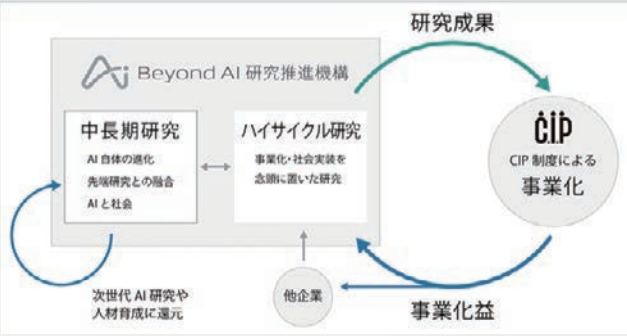 研究成果
Ai Beyond AI 研究推進機構
中長期研究
AI 自体の進化
先端研究との融合
AI と社会
ハイサイクル研究
事業化・社会実装を
念頭に置いた研究
C.I.P
CIP 制度による
事業化
次世代 AI 研究や
人材育成に還元
他企業
事業化益